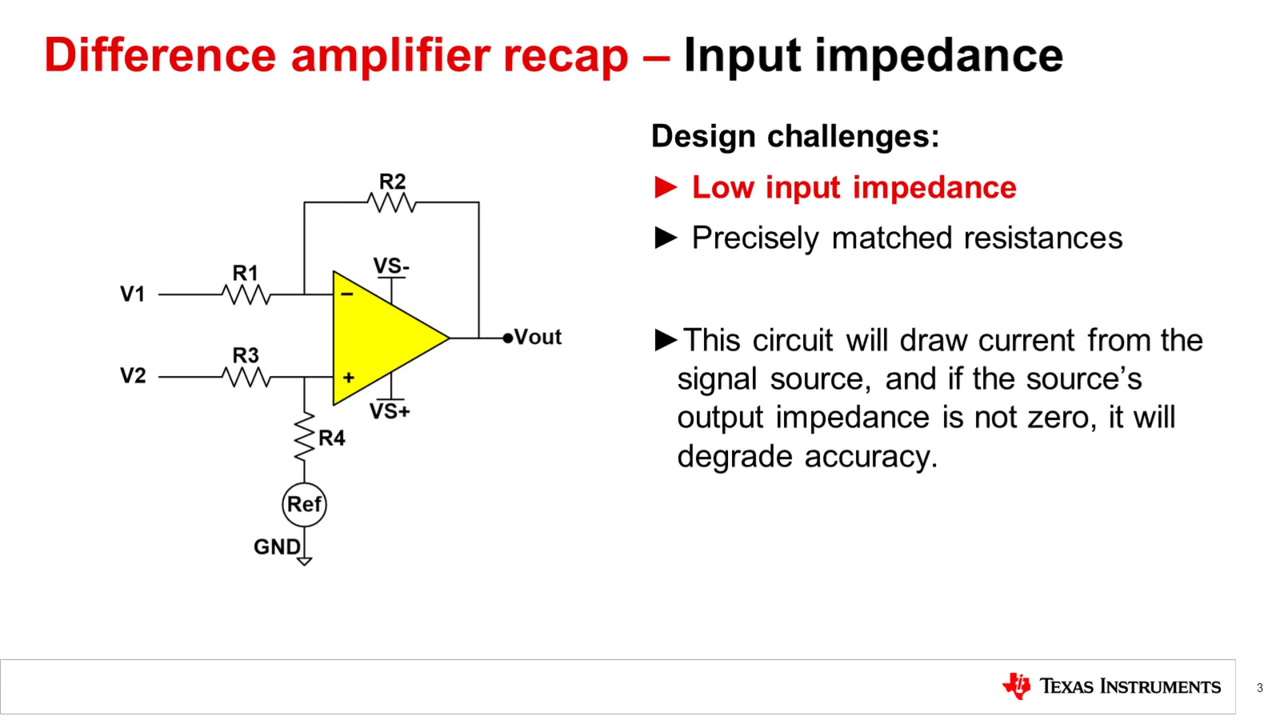 Difference amplifier recap – Input impedance
Design challenges:
► Low input impedance
► Precisely matched resistances
►This circuit will draw current from the
signal source, and if the source’s
output impedance is not zero, it will
degrade accuracy.
R2
VS-
R1
V1
–
Vout
R3
V2
+
VS+
R4
Ref
GND
TEXAS INSTRUMENTS
3